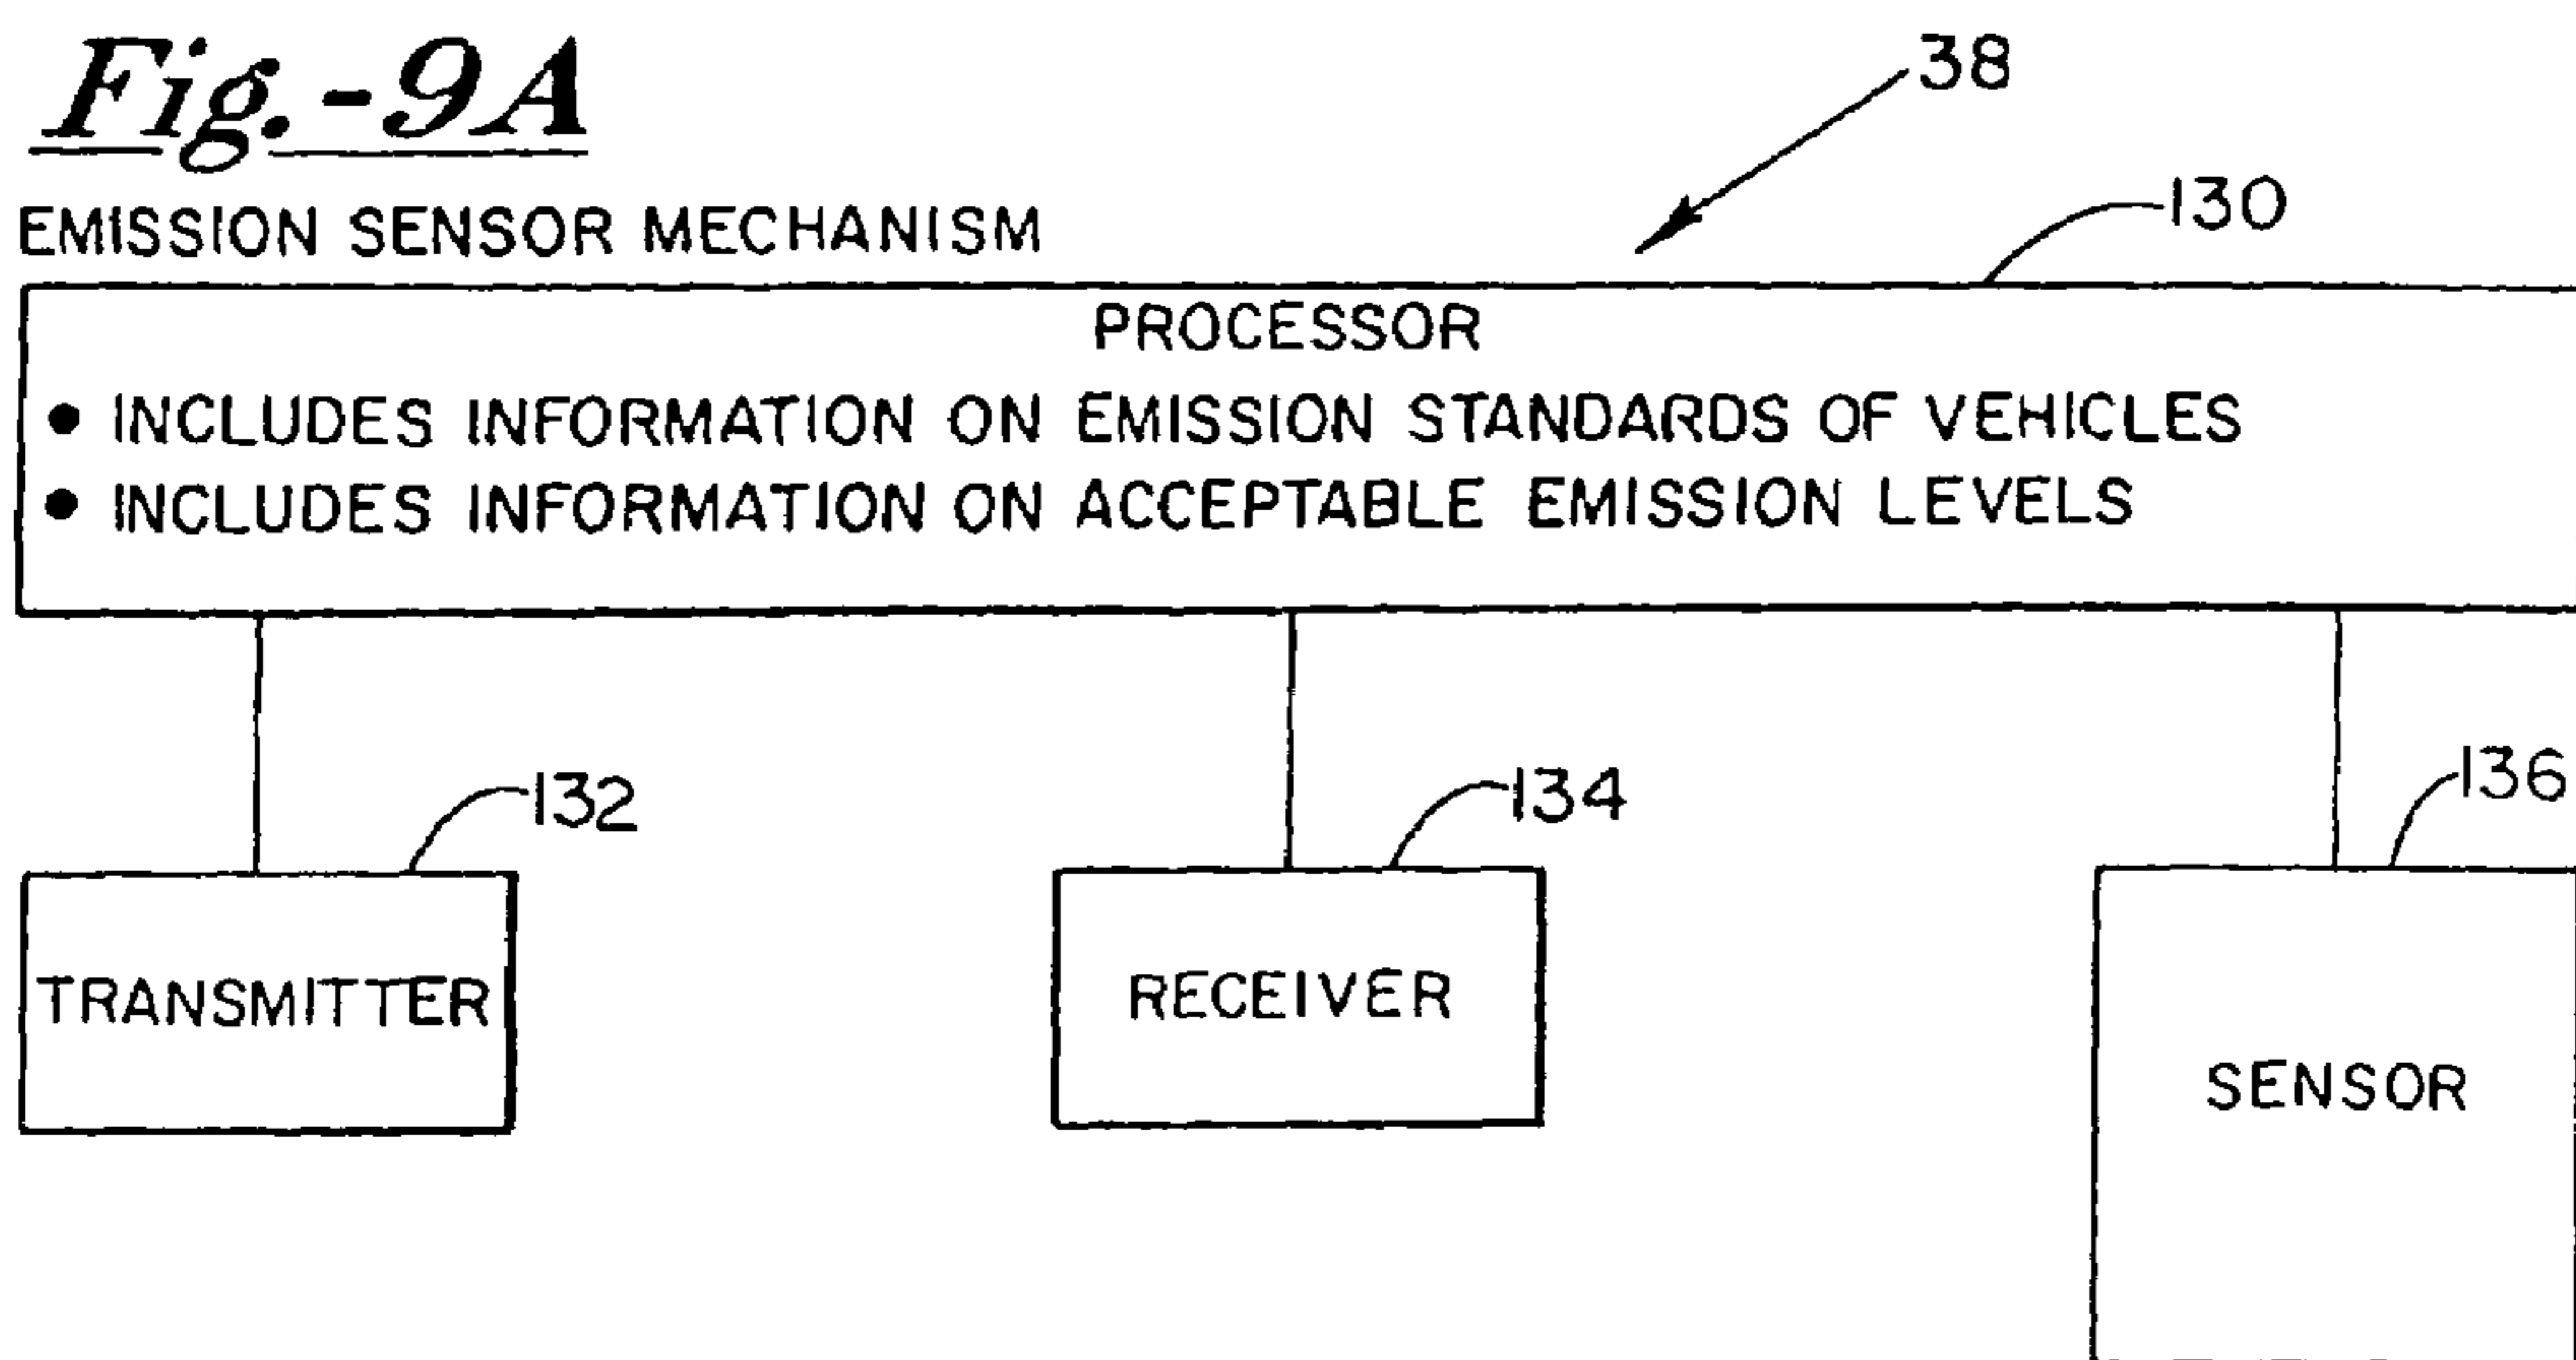 Fig.-9A
38
EMISSION SENSOR MECHANISM
130
PROCESSOR
● INCLUDES INFORMATION ON EMISSION STANDARDS OF VEHICLES
● INCLUDES INFORMATION ON ACCEPTABLE EMISSION LEVELS
132
134
136
TRANSMITTER
RECEIVER
SENSOR